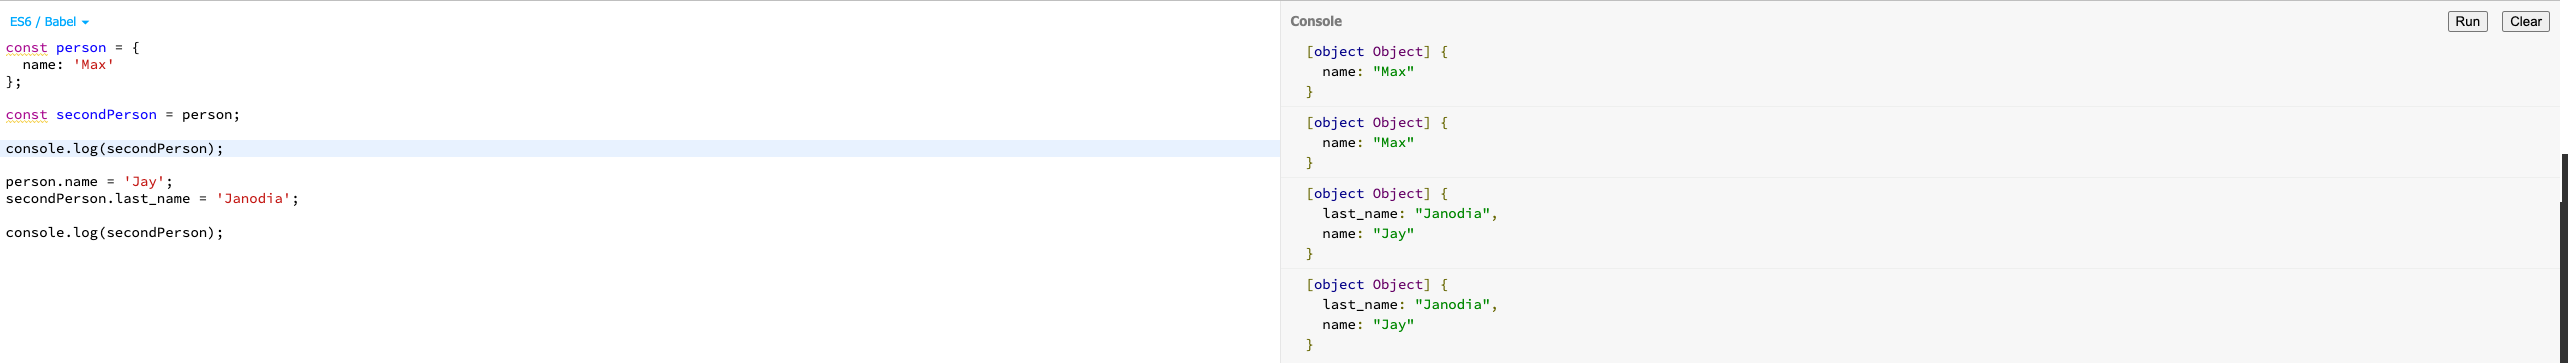 ES6 / Babel
const person = {
  name: 'Max'
};
const secondPerson = person;
console.log(secondPerson);
person.name = 'Jay';
secondPerson.last_name = 'Janodia';
console.log(secondPerson);
Console
Run Clear
[object Object] {
  name: "Max"
}
[object Object] {
  name: "Max"
}
[object Object] {
  last_name: "Janodia",
  name: "Jay"
}
[object Object] {
  last_name: "Janodia",
  name: "Jay"
}